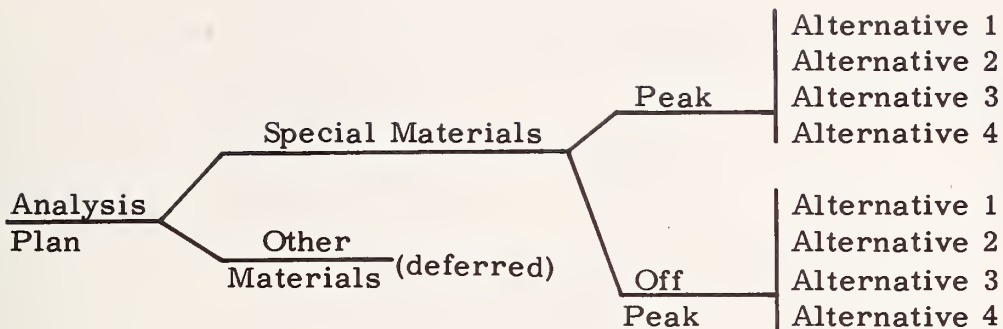 Analysis
Plan
Special Materials
Other
Materials (deferred)
Peak
Alternative 1
Alternative 2
Alternative 3
Alternative 4
Off
Peak
Alternative 1
Alternative 2
Alternative 3
Alternative 4